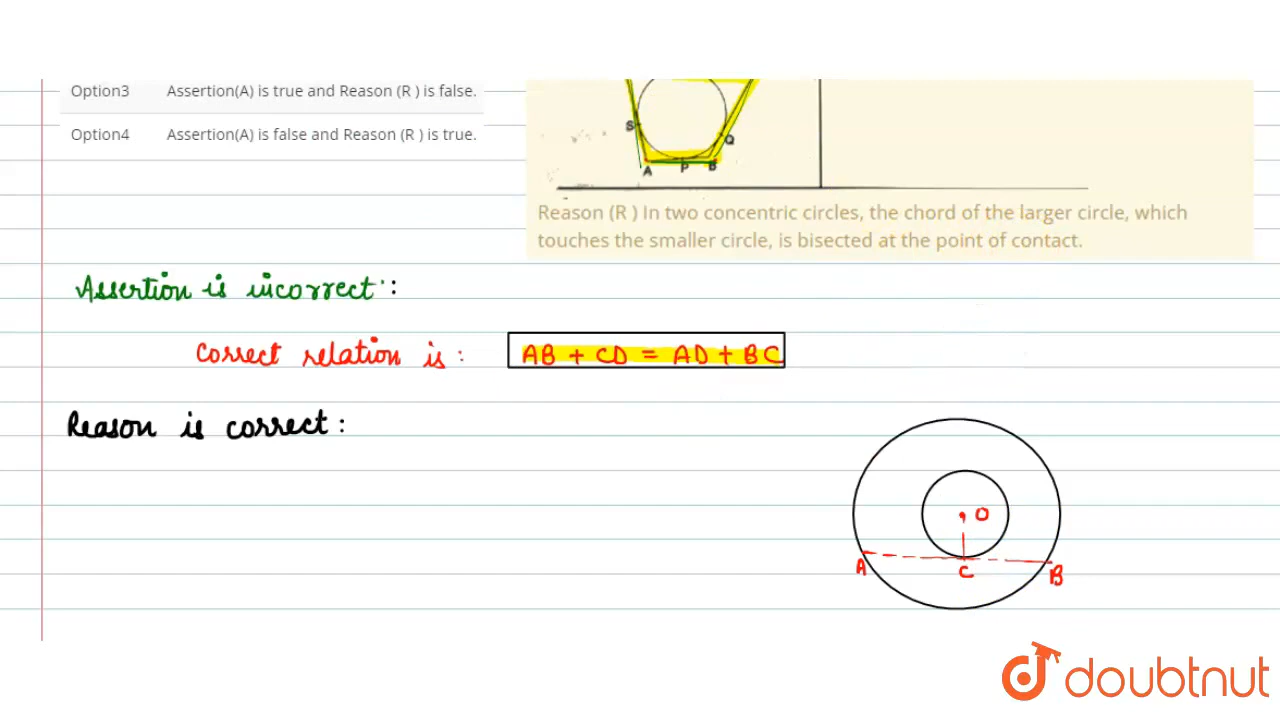 Option3 Assertion(A) is true and Reason (R ) is false.
Option4 Assertion(A) is false and Reason (R ) is true.
S
Q
A P B
Reason (R ) In two concentric circles, the chord of the larger circle, which
touches the smaller circle, is bisected at the point of contact.
Assertion is incorrect :
Correct relation is : AB + CD = AD + BC
Reason is correct :
O
A C B
doubtnut